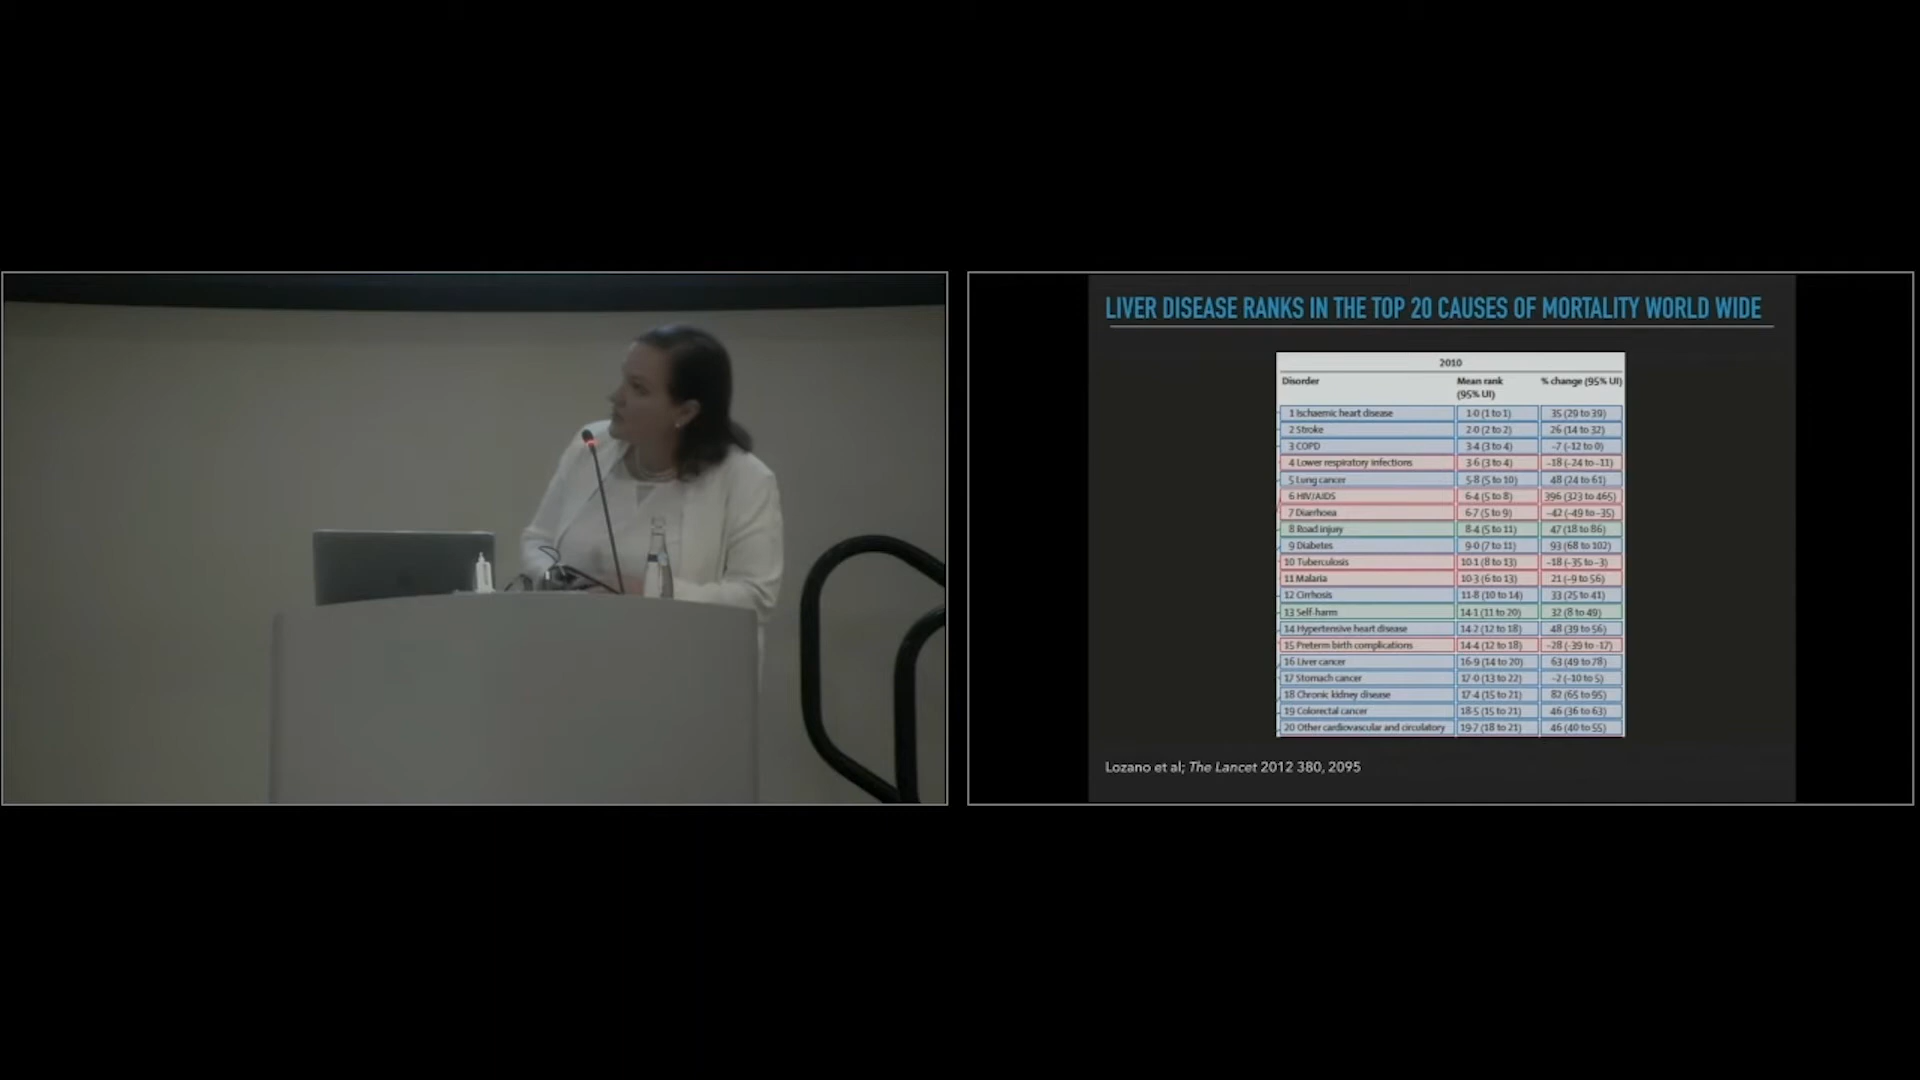 LIVER DISEASE RANKS IN THE TOP 20 CAUSES OF MORTALITY WORLD WIDE
2010
Disorder Mean rank (95% UI) % change (95% UI)
1 Ischaemic heart disease 1·0 (1 to 1) 35 (29 to 39)
2 Stroke 2·0 (2 to 2) 26 (14 to 32)
3 COPD 3·4 (3 to 4) -7 (-12 to 0)
4 Lower respiratory infections 3·6 (3 to 4) -18 (-24 to -11)
5 Lung cancer 5·8 (5 to 10) 48 (24 to 61)
6 HIV/AIDS 6·4 (5 to 8) 396 (323 to 465)
7 Diarrhoea 6·7 (5 to 9) -42 (-49 to -35)
8 Road injury 8·4 (5 to 11) 47 (18 to 86)
9 Diabetes 9·0 (7 to 11) 93 (68 to 102)
10 Tuberculosis 10·1 (8 to 13) -18 (-35 to -3)
11 Malaria 10·3 (6 to 13) 21 (-9 to 56)
12 Cirrhosis 11·8 (10 to 14) 33 (25 to 41)
13 Self-harm 14·1 (11 to 20) 32 (8 to 49)
14 Hypertensive heart disease 14·2 (12 to 18) 48 (39 to 56)
15 Preterm birth complications 14·4 (12 to 18) -28 (-39 to -17)
16 Liver cancer 16·9 (14 to 20) 63 (49 to 78)
17 Stomach cancer 17·0 (13 to 22) -2 (-10 to 5)
18 Chronic kidney disease 17·4 (15 to 21) 82 (65 to 95)
19 Colorectal cancer 18·5 (15 to 21) 46 (36 to 63)
20 Other cardiovascular and circulatory 19·7 (18 to 21) 46 (40 to 55)
Lozano et al; The Lancet 2012 380, 2095